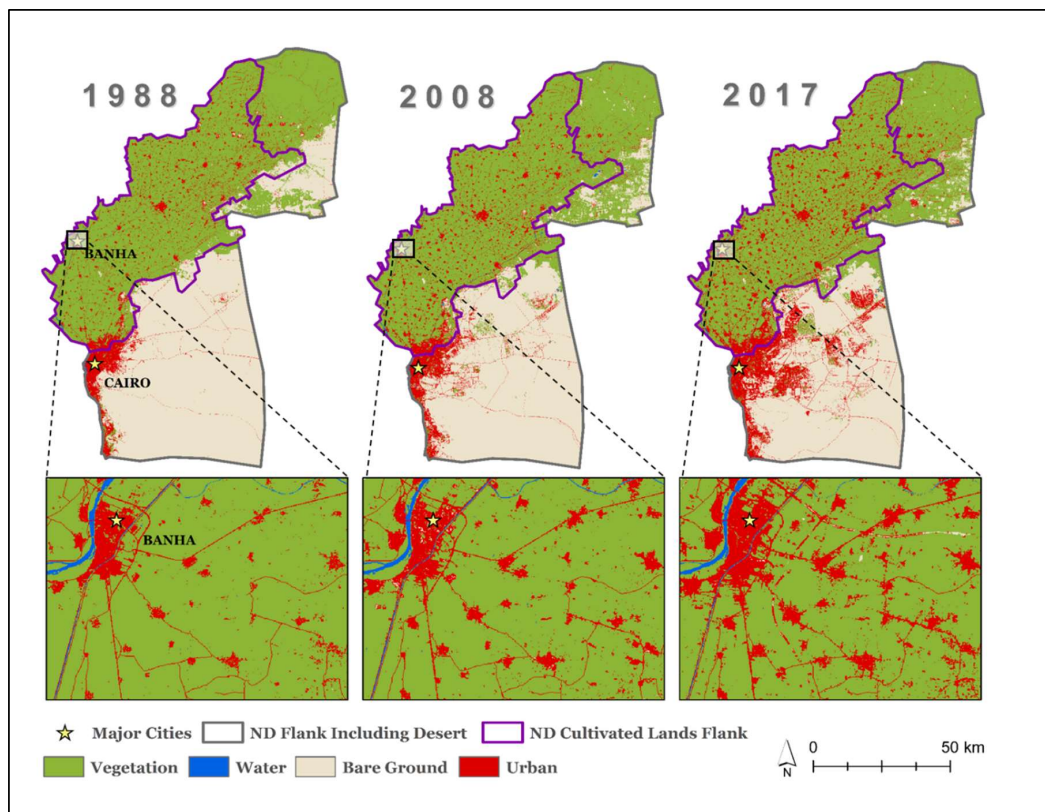 1988
2008
2017
BANHA
CAIRO
BANHA
Major Cities
ND Flank Including Desert
ND Cultivated Lands Flank
Vegetation
Water
Bare Ground
Urban
N
0
50 km